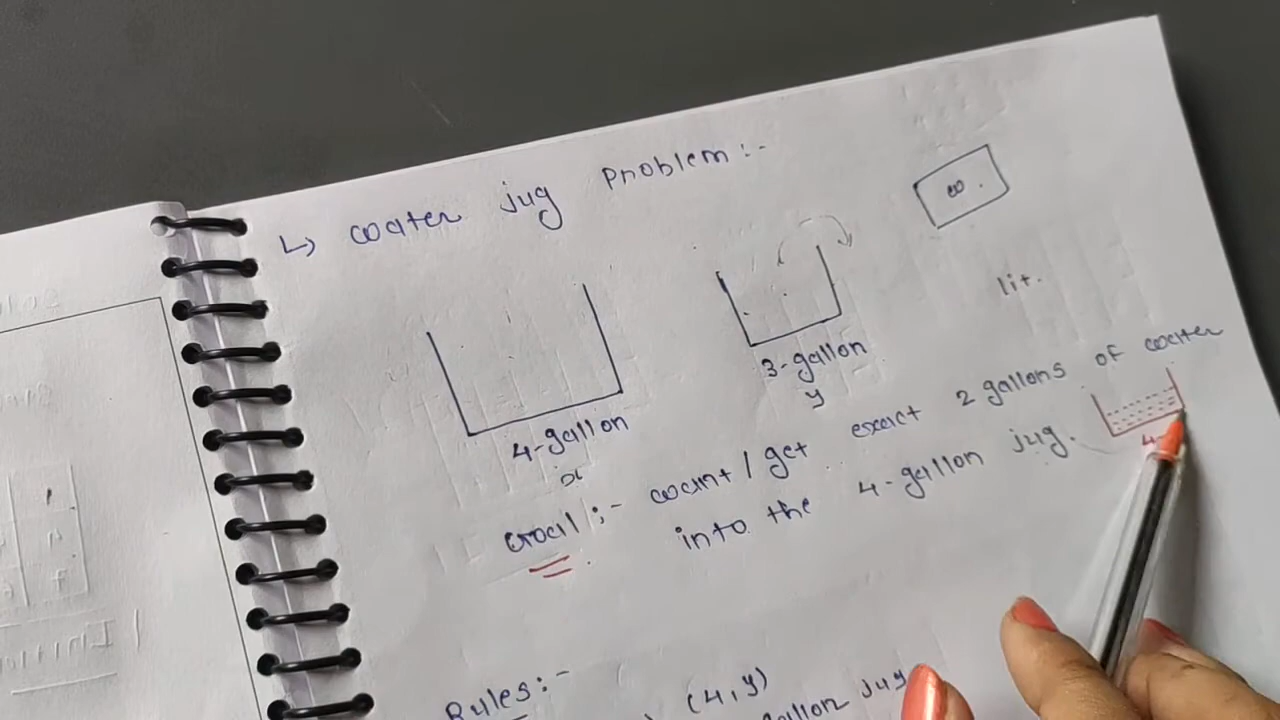 ↳ water jug Problem :-
∞ .
lit.
4-gallon
x
3-gallon
y
Goal :- want / get exact 2 gallons of water
into the 4-gallon jug.
4-
Rules:-
(4,y)
gallon jug